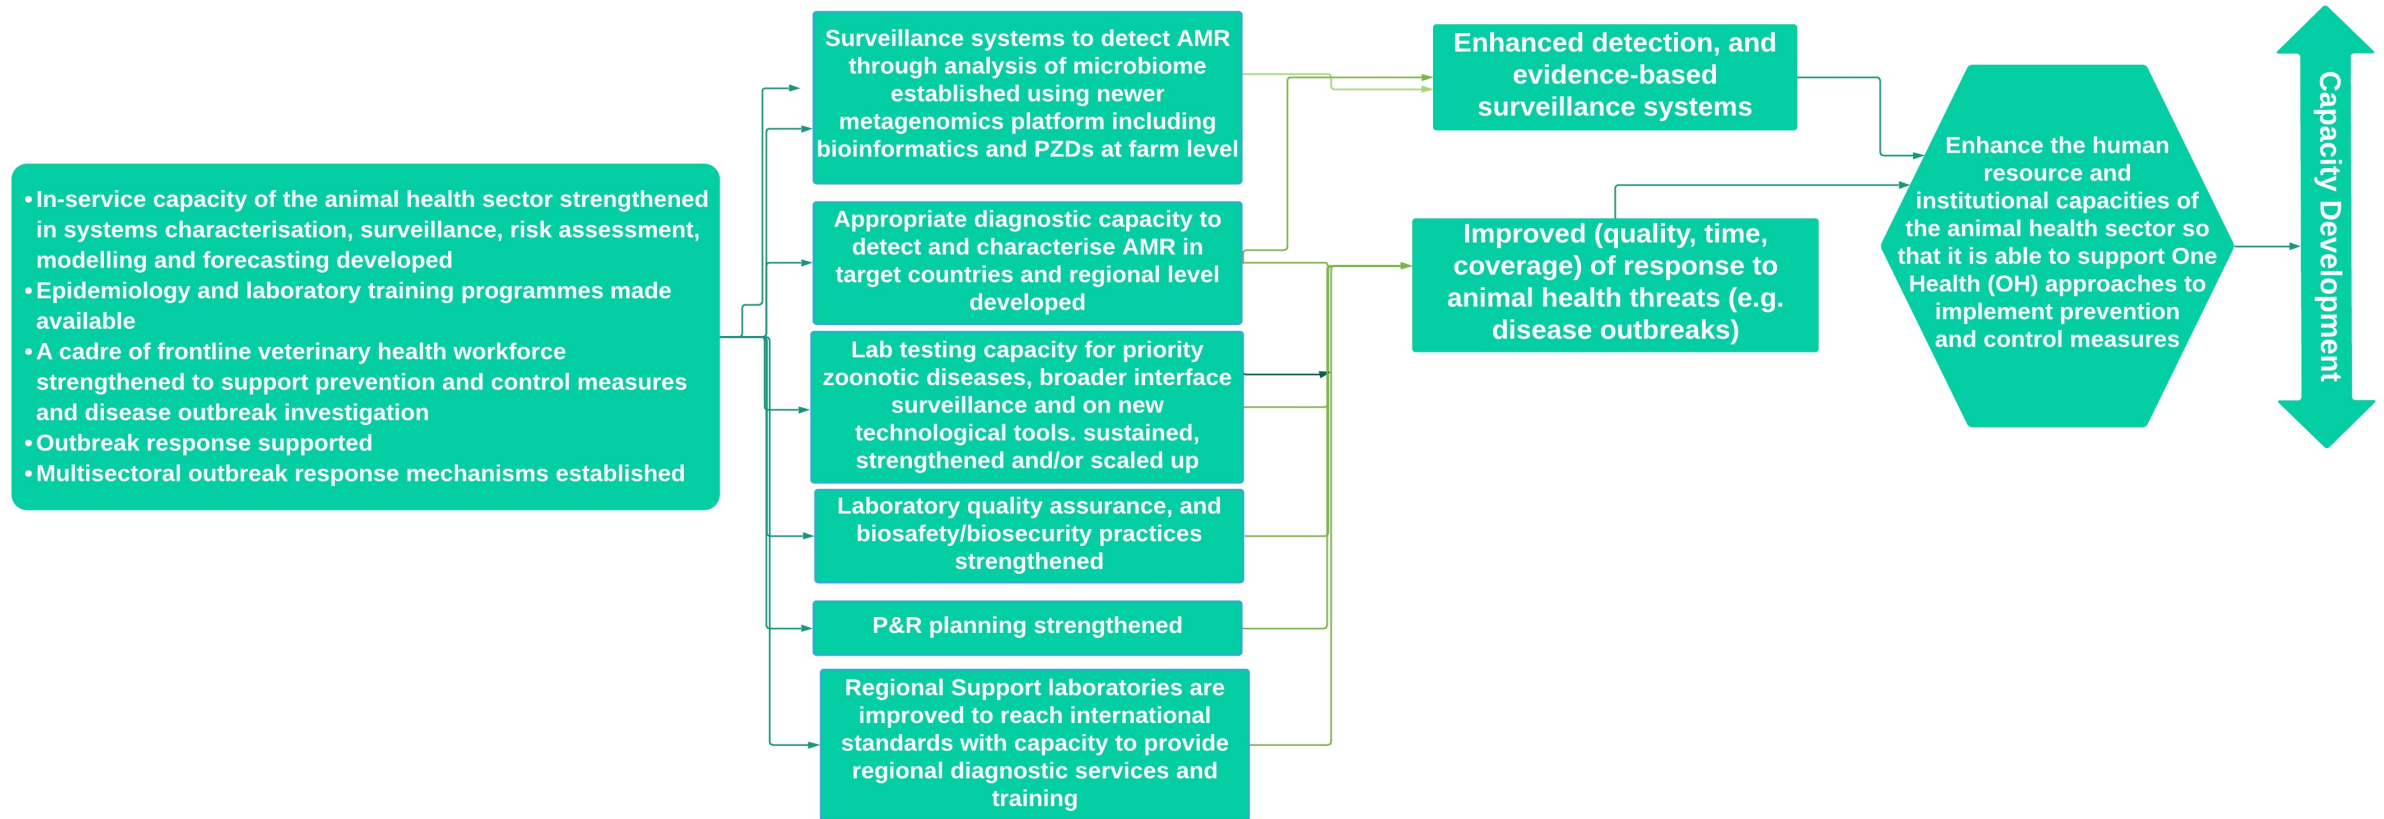 •In-service capacity of the animal health sector strengthened
in systems characterisation, surveillance, risk assessment,
modelling and forecasting developed
•Epidemiology and laboratory training programmes made
available
•A cadre of frontline veterinary health workforce
strengthened to support prevention and control measures
and disease outbreak investigation
•Outbreak response supported
•Multisectoral outbreak response mechanisms established
Surveillance systems to detect AMR
through analysis of microbiome
established using newer
metagenomics platform including
bioinformatics and PZDs at farm level
Appropriate diagnostic capacity to
detect and characterise AMR in
target countries and regional level
developed
Lab testing capacity for priority
zoonotic diseases, broader interface
surveillance and on new
technological tools. sustained,
strengthened and/or scaled up
Laboratory quality assurance, and
biosafety/biosecurity practices
strengthened
P&R planning strengthened
Regional Support laboratories are
improved to reach international
standards with capacity to provide
regional diagnostic services and
training
Enhanced detection, and
evidence-based
surveillance systems
Improved (quality, time,
coverage) of response to
animal health threats (e.g.
disease outbreaks)
Enhance the human
resource and
institutional capacities of
the animal health sector so
that it is able to support One
Health (OH) approaches to
implement prevention
and control measures
Capacity Development